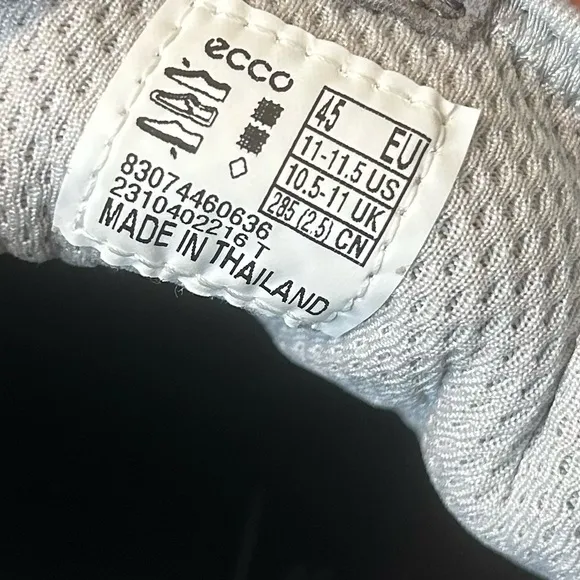 ecco
45 EU
11-11.5 US
10.5-11 UK
285 (2.5) CN
83074460636
2310402216 T
MADE IN THAILAND